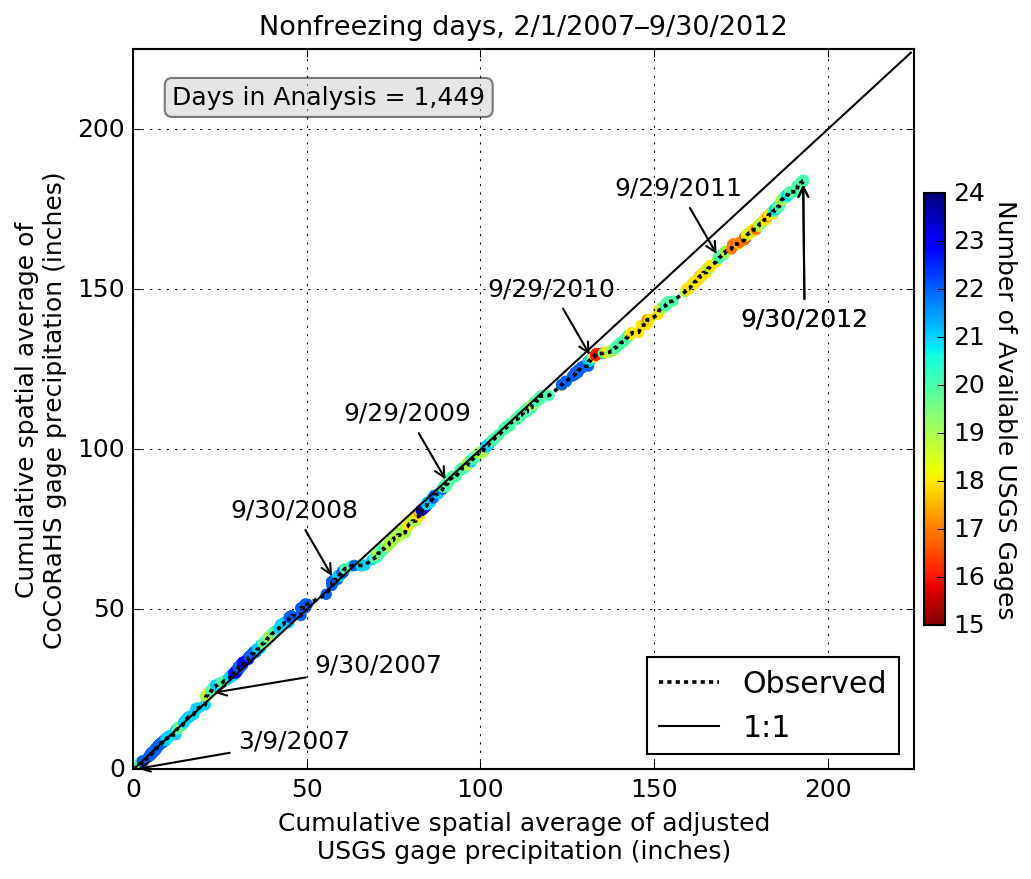 Nonfreezing days, 2/1/2007–9/30/2012
Days in Analysis = 1,449
Cumulative spatial average of
CoCoRaHS gage precipitation (inches)
200
150
100
50
0
9/29/2011
9/29/2010
9/30/2012
9/29/2009
9/30/2008
9/30/2007
3/9/2007
Observed
1:1
0 50 100 150 200
Cumulative spatial average of adjusted
USGS gage precipitation (inches)
24
23
22
21
20
19
18
17
16
15
Number of Available USGS Gages